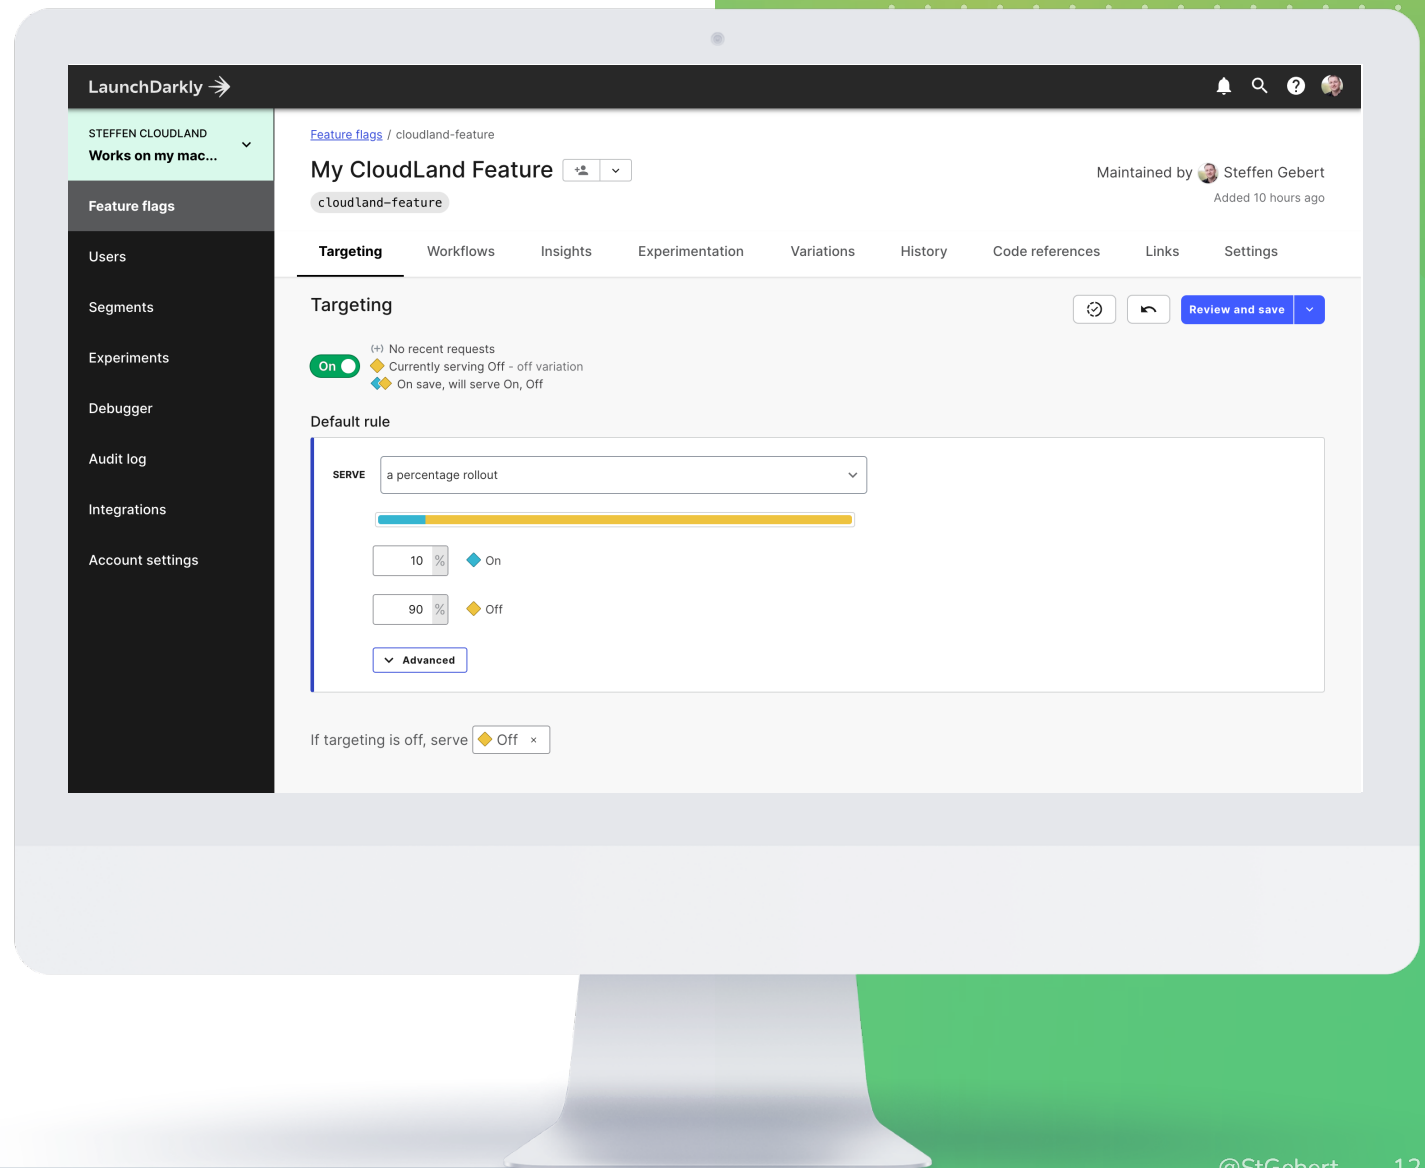 LaunchDarkly
STEFFEN CLOUDLAND
Works on my mac...
Feature flags
Users
Segments
Experiments
Debugger
Audit log
Integrations
Account settings
Feature flags / cloudland-feature
My CloudLand Feature
cloudland-feature
Maintained by Steffen Gebert
Added 10 hours ago
Targeting Workflows Insights Experimentation Variations History Code references Links Settings
Targeting
Review and save
On
(+) No recent requests
Currently serving Off - off variation
On save, will serve On, Off
Default rule
SERVE a percentage rollout
10 % On
90 % Off
Advanced
If targeting is off, serve Off ×
@StGebert